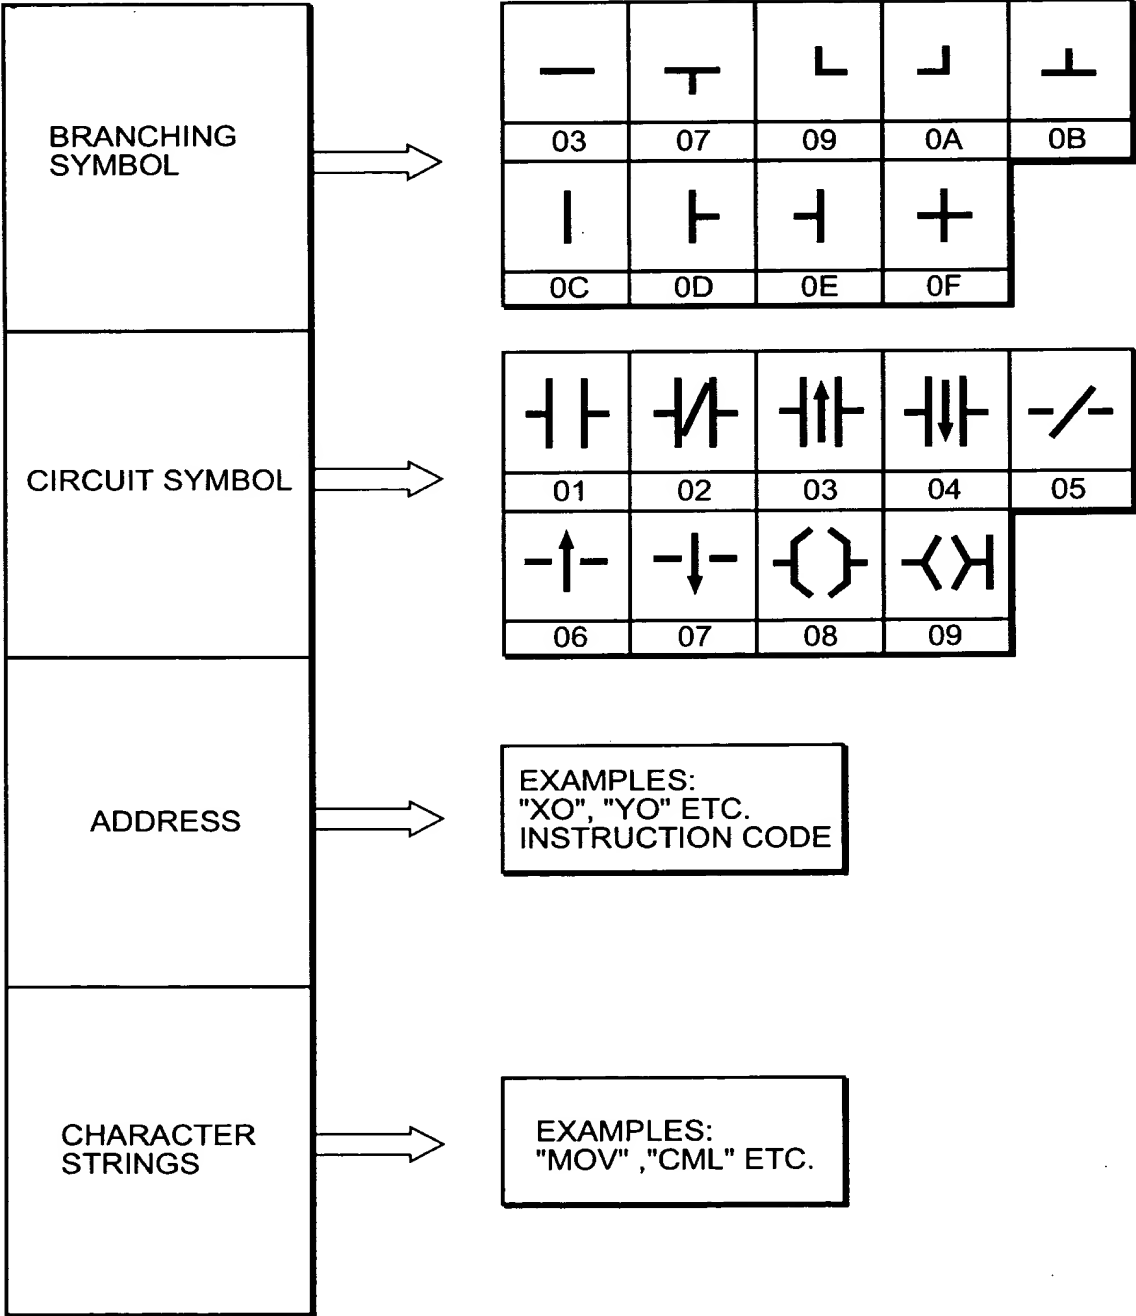 BRANCHING
SYMBOL
03 07 09 0A 0B
0C 0D 0E 0F
CIRCUIT SYMBOL
01 02 03 04 05
06 07 08 09
ADDRESS
EXAMPLES:
"XO", "YO" ETC.
INSTRUCTION CODE
CHARACTER
STRINGS
EXAMPLES:
"MOV" ,"CML" ETC.